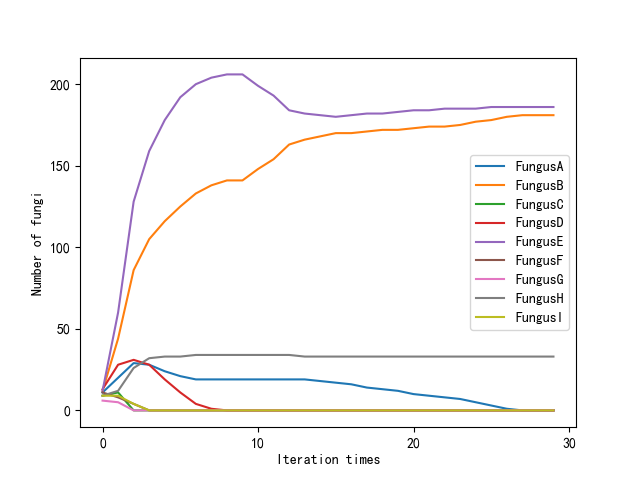 200
150
100
50
0
Number of fungi
FungusA
FungusB
FungusC
FungusD
FungusE
FungusF
FungusG
FungusH
FungusI
0 10 20 30
Iteration times